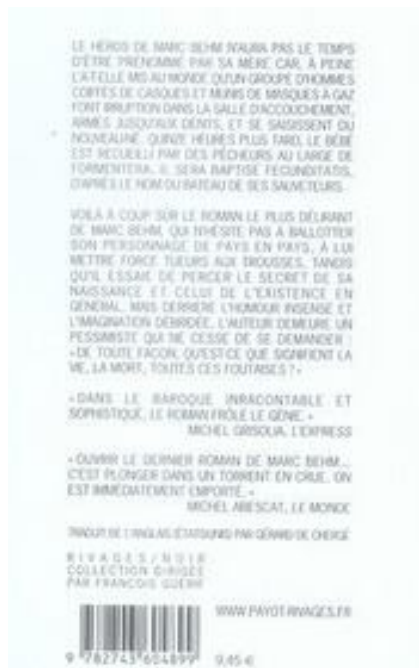 LE HÉROS DE MARC BEHM N'AURA PAS LE TEMPS
D'ÊTRE PRÉNOMMÉ PAR SA MÈRE CAR, À PEINE
L'A-T-ELLE MIS AU MONDE QU'UN GROUPE D'HOMMES
COIFFÉS DE CASQUES ET MUNIS DE MASQUES À GAZ
FONT IRRUPTION DANS LA SALLE D'ACCOUCHEMENT,
ARMÉS JUSQU'AUX DENTS, ET SE SAISISSENT DU
NOUVEAU-NÉ. QUINZE HEURES PLUS TARD, LE BÉBÉ
EST RECUEILLI PAR DES PÊCHEURS AU LARGE DE
FORMENTERA. IL SERA BAPTISÉ FECUNDITATIS,
D'APRÈS LE NOM DU BATEAU DE SES SAUVETEURS.
VOILÀ À COUP SÛR LE ROMAN LE PLUS DÉLIRANT
DE MARC BEHM, QUI N'HÉSITE PAS À BALLOTTER
SON PERSONNAGE DE PAYS EN PAYS, À LUI
METTRE FORCE TUEURS AUX TROUSSES, TANDIS
QU'IL ESSAIE DE PERCER LE SECRET DE SA
NAISSANCE ET CELUI DE L'EXISTENCE EN
GÉNÉRAL. MAIS DERRIÈRE L'HUMOUR INSENSÉ ET
L'IMAGINATION DÉBRIDÉE, L'AUTEUR DEMEURE UN
PESSIMISTE QUI NE CESSE DE SE DEMANDER :
« DE TOUTE FAÇON, QU'EST-CE QUE SIGNIFIENT LA
VIE, LA MORT, TOUTES CES FOUTAISES ? »
« DANS LE BAROQUE INRACONTABLE ET
SOPHISTIQUÉ, LE ROMAN FRÔLE LE GÉNIE. »
MICHEL GRISOLIA, L'EXPRESS
« OUVRIR LE DERNIER ROMAN DE MARC BEHM...
C'EST PLONGER DANS UN TORRENT EN CRUE. ON
EST IMMÉDIATEMENT EMPORTÉ. »
MICHEL ABESCAT, LE MONDE
TRADUIT DE L'ANGLAIS (ÉTATS-UNIS) PAR GÉRARD DE CHERGÉ
RIVAGES/NOIR
COLLECTION DIRIGÉE
PAR FRANÇOIS GUÉRIF
WWW.PAYOT-RIVAGES.FR
9 782743 604899
9,45 €